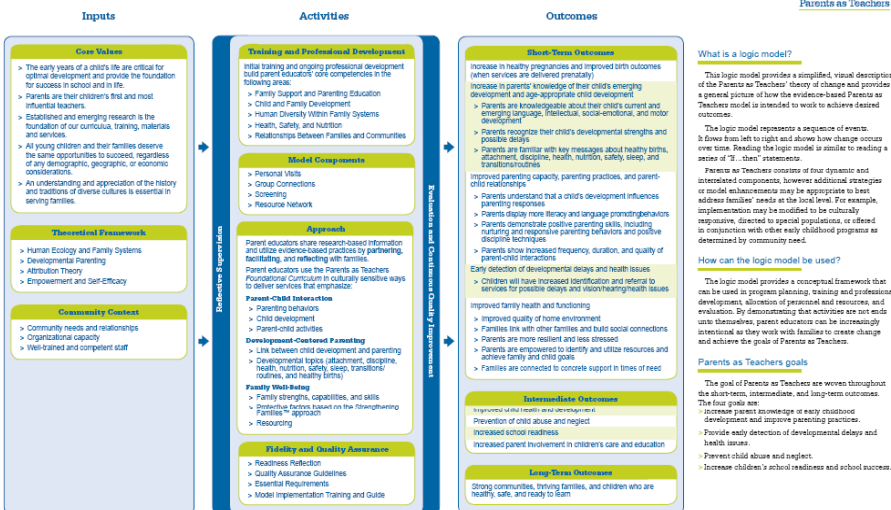 Parents as Teachers
Inputs
Core Values
> The early years of a child's life are critical for
optimal development and provide the foundation
for success in school and in life.
> Parents are their children's first and most
influential teachers.
> Established and emerging research is the
foundation of our curricula, training, materials
and services.
> All young children and their families deserve
the same opportunities to succeed, regardless
of any demographic, geographic, or economic
considerations.
> An understanding and appreciation of the history
and traditions of diverse cultures is essential in
serving families.
Theoretical Framework
> Human Ecology and Family Systems
> Developmental Parenting
> Attribution Theory
> Empowerment and Self-Efficacy
Community Context
> Community needs and relationships
> Organizational capacity
> Well-trained and competent staff
Activities
Reflective Supervision
Training and Professional Development
Initial training and ongoing professional development
build parent educators' core competencies in the
following areas:
> Family Support and Parenting Education
> Child and Family Development
> Human Diversity Within Family Systems
> Health, Safety, and Nutrition
Relationships Between Families and Communities
Model Components
> Personal Visits
> Group Connections
> Screening
> Resource Network
Approach
Parent educators share research-based information
and utilize evidence-based practices by partnering,
facilitating, and reflecting with families.
Parent educators use the Parents as Teachers
Foundational Curriculum in culturally sensitive ways
to deliver services that emphasize:
Parent-Child Interaction
> Parenting behaviors
> Child development
> Parent-child activities
Development-Centered Parenting
> Link between child development and parenting
> Developmental topics (attachment, discipline,
health, nutrition, safety, sleep, transitions/
routines, and healthy births)
Family Well-Being
> Family strengths, capabilities, and skills
> Protective factors based on the Strengthening
Families™ approach
> Resourcing
Fidelity and Quality Assurance
> Readiness Reflection
> Quality Assurance Guidelines
> Essential Requirements
> Model Implementation Training and Guide
Evaluation and Continuous Quality Improvement
Outcomes
Short-Term Outcomes
Increase in healthy pregnancies and improved birth outcomes
(when services are delivered prenatally)
Increase in parents' knowledge of their child's emerging
development and age-appropriate child development
> Parents are knowledgeable about their child's current and
emerging language, intellectual, social-emotional, and motor
development
> Parents recognize their child's developmental strengths and
possible delays
> Parents are familiar with key messages about healthy births,
attachment, discipline, health, nutrition, safety, sleep, and
transitions/routines
Improved parenting capacity, parenting practices, and parent-
child relationships
> Parents understand that a child's development influences
parenting responses
> Parents display more literacy and language promotingbehaviors
> Parents demonstrate positive parenting skills, including
nurturing and responsive parenting behaviors and positive
discipline techniques
> Parents show increased frequency, duration, and quality of
parent-child interactions
Early detection of developmental delays and health issues
> Children will have increased identification and referral to
services for possible delays and vision/hearing/health issues
Improved family health and functioning
> Improved quality of home environment
> Families link with other families and build social connections
> Parents are more resilient and less stressed
> Parents are empowered to identify and utilize resources and
achieve family and child goals
> Families are connected to concrete support in times of need
Intermediate Outcomes
Improved child health and development
Prevention of child abuse and neglect
Increased school readiness
Increased parent involvement in children's care and education
Long-Term Outcomes
Strong communities, thriving families, and children who are
healthy, safe, and ready to learn
What is a logic model?
This logic model provides a simplified, visual description
of the Parents as Teachers' theory of change and provides
a general picture of how the evidence-based Parents as
Teachers model is intended to work to achieve desired
outcomes.
The logic model represents a sequence of events.
It flows from left to right and shows how change occurs
over time. Reading the logic model is similar to reading a
series of "if…then" statements.
Parents as Teachers consists of four dynamic and
interrelated components, however additional strategies
or model enhancements may be appropriate to best
address families' needs at the local level. For example,
implementation may be modified to be culturally
responsive, directed to special populations, or offered
in conjunction with other early childhood programs as
determined by community need.
How can the logic model be used?
The logic model provides a conceptual framework that
can be used in program planning, training and professional
development, allocation of personnel and resources, and
evaluation. By demonstrating that activities are not ends
unto themselves, parent educators can be increasingly
intentional as they work with families to create change
and achieve the goals of Parents as Teachers.
Parents as Teachers goals
The goal of Parents as Teachers are woven throughout
the short-term, intermediate, and long-term outcomes.
The four goals are:
> Increase parent knowledge of early childhood
development and improve parenting practices.
> Provide early detection of developmental delays and
health issues.
> Prevent child abuse and neglect.
> Increase children's school readiness and school success.